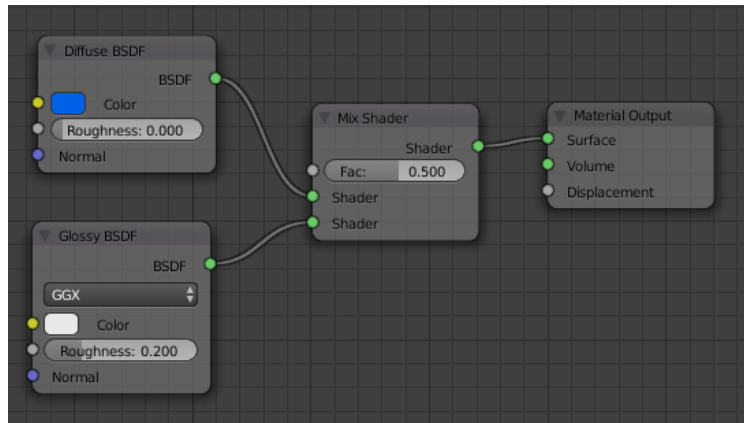 Diffuse BSDF
BSDF
Color
Roughness: 0.000
Normal
Glossy BSDF
BSDF
GGX
Color
Roughness: 0.200
Normal
Mix Shader
Shader
Fac: 0.500
Shader
Shader
Material Output
Surface
Volume
Displacement